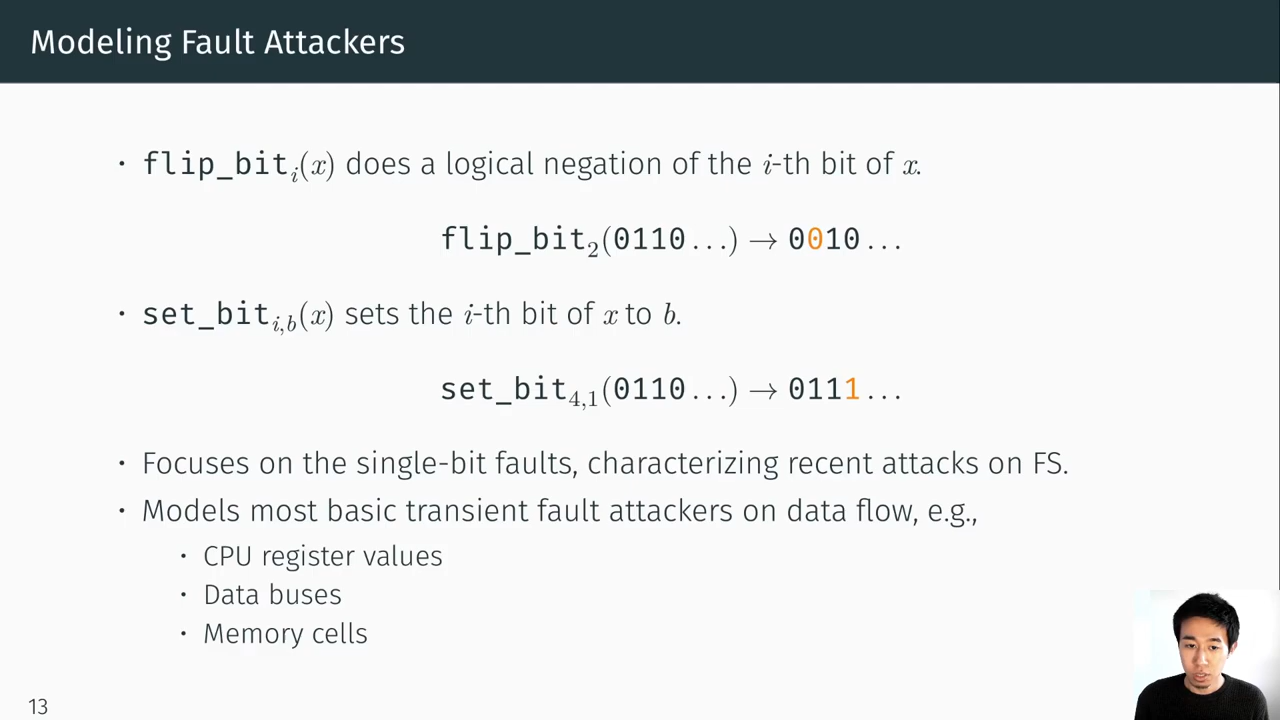 Modeling Fault Attackers
• flip_bit_i(x) does a logical negation of the i-th bit of x.
flip_bit_2(0110...) → 0010...
• set_bit_i,b(x) sets the i-th bit of x to b.
set_bit_4,1(0110...) → 0111...
• Focuses on the single-bit faults, characterizing recent attacks on FS.
• Models most basic transient fault attackers on data flow, e.g.,
• CPU register values
• Data buses
• Memory cells
13